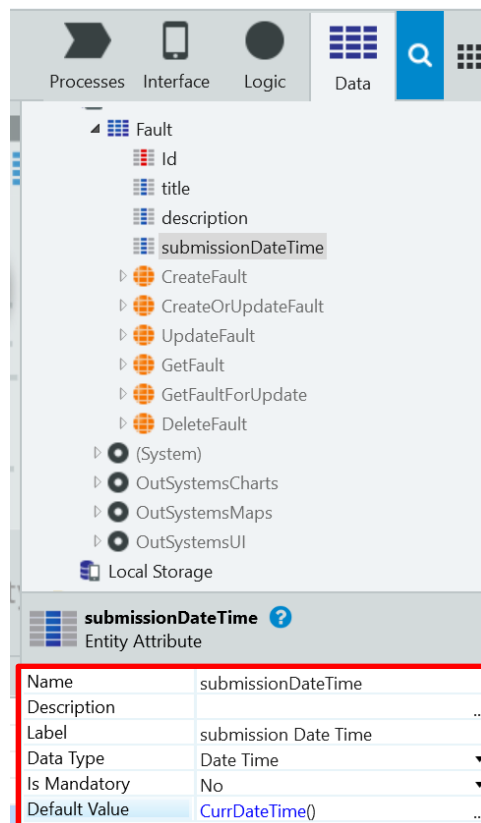 Processes Interface Logic Data
Fault
Id
title
description
submissionDateTime
CreateFault
CreateOrUpdateFault
UpdateFault
GetFault
GetFaultForUpdate
DeleteFault
(System)
OutSystemsCharts
OutSystemsMaps
OutSystemsUI
Local Storage
submissionDateTime ?
Entity Attribute
Name submissionDateTime
Description ..
Label submission Date Time
Data Type Date Time
Is Mandatory No
Default Value CurrDateTime() ..